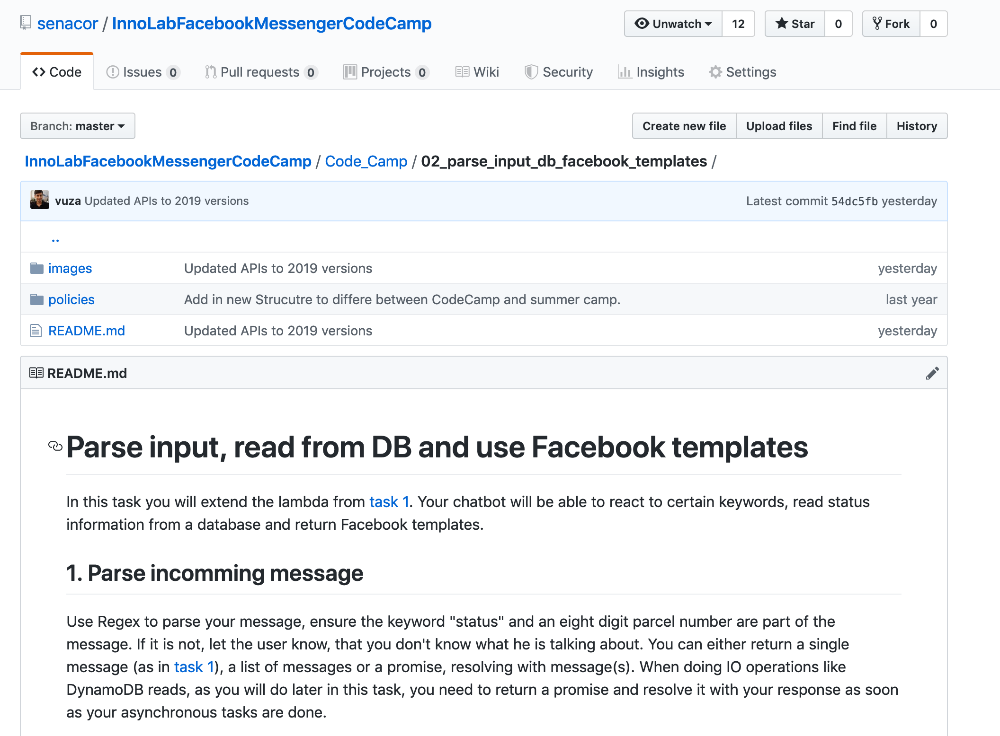 senacor / InnoLabFacebookMessengerCodeCamp
Unwatch 12 Star 0 Fork 0
Code Issues 0 Pull requests 0 Projects 0 Wiki Security Insights Settings
Branch: master Create new file Upload files Find file History
InnoLabFacebookMessengerCodeCamp / Code_Camp / 02_parse_input_db_facebook_templates /
vuza Updated APIs to 2019 versions Latest commit 54dc5fb yesterday
..
images Updated APIs to 2019 versions yesterday
policies Add in new Strucutre to differe between CodeCamp and summer camp. last year
README.md Updated APIs to 2019 versions yesterday
README.md
Parse input, read from DB and use Facebook templates
In this task you will extend the lambda from task 1. Your chatbot will be able to react to certain keywords, read status
information from a database and return Facebook templates.
1. Parse incomming message
Use Regex to parse your message, ensure the keyword "status" and an eight digit parcel number are part of the
message. If it is not, let the user know, that you don't know what he is talking about. You can either return a single
message (as in task 1), a list of messages or a promise, resolving with message(s). When doing IO operations like
DynamoDB reads, as you will do later in this task, you need to return a promise and resolve it with your response as soon
as your asynchronous tasks are done.